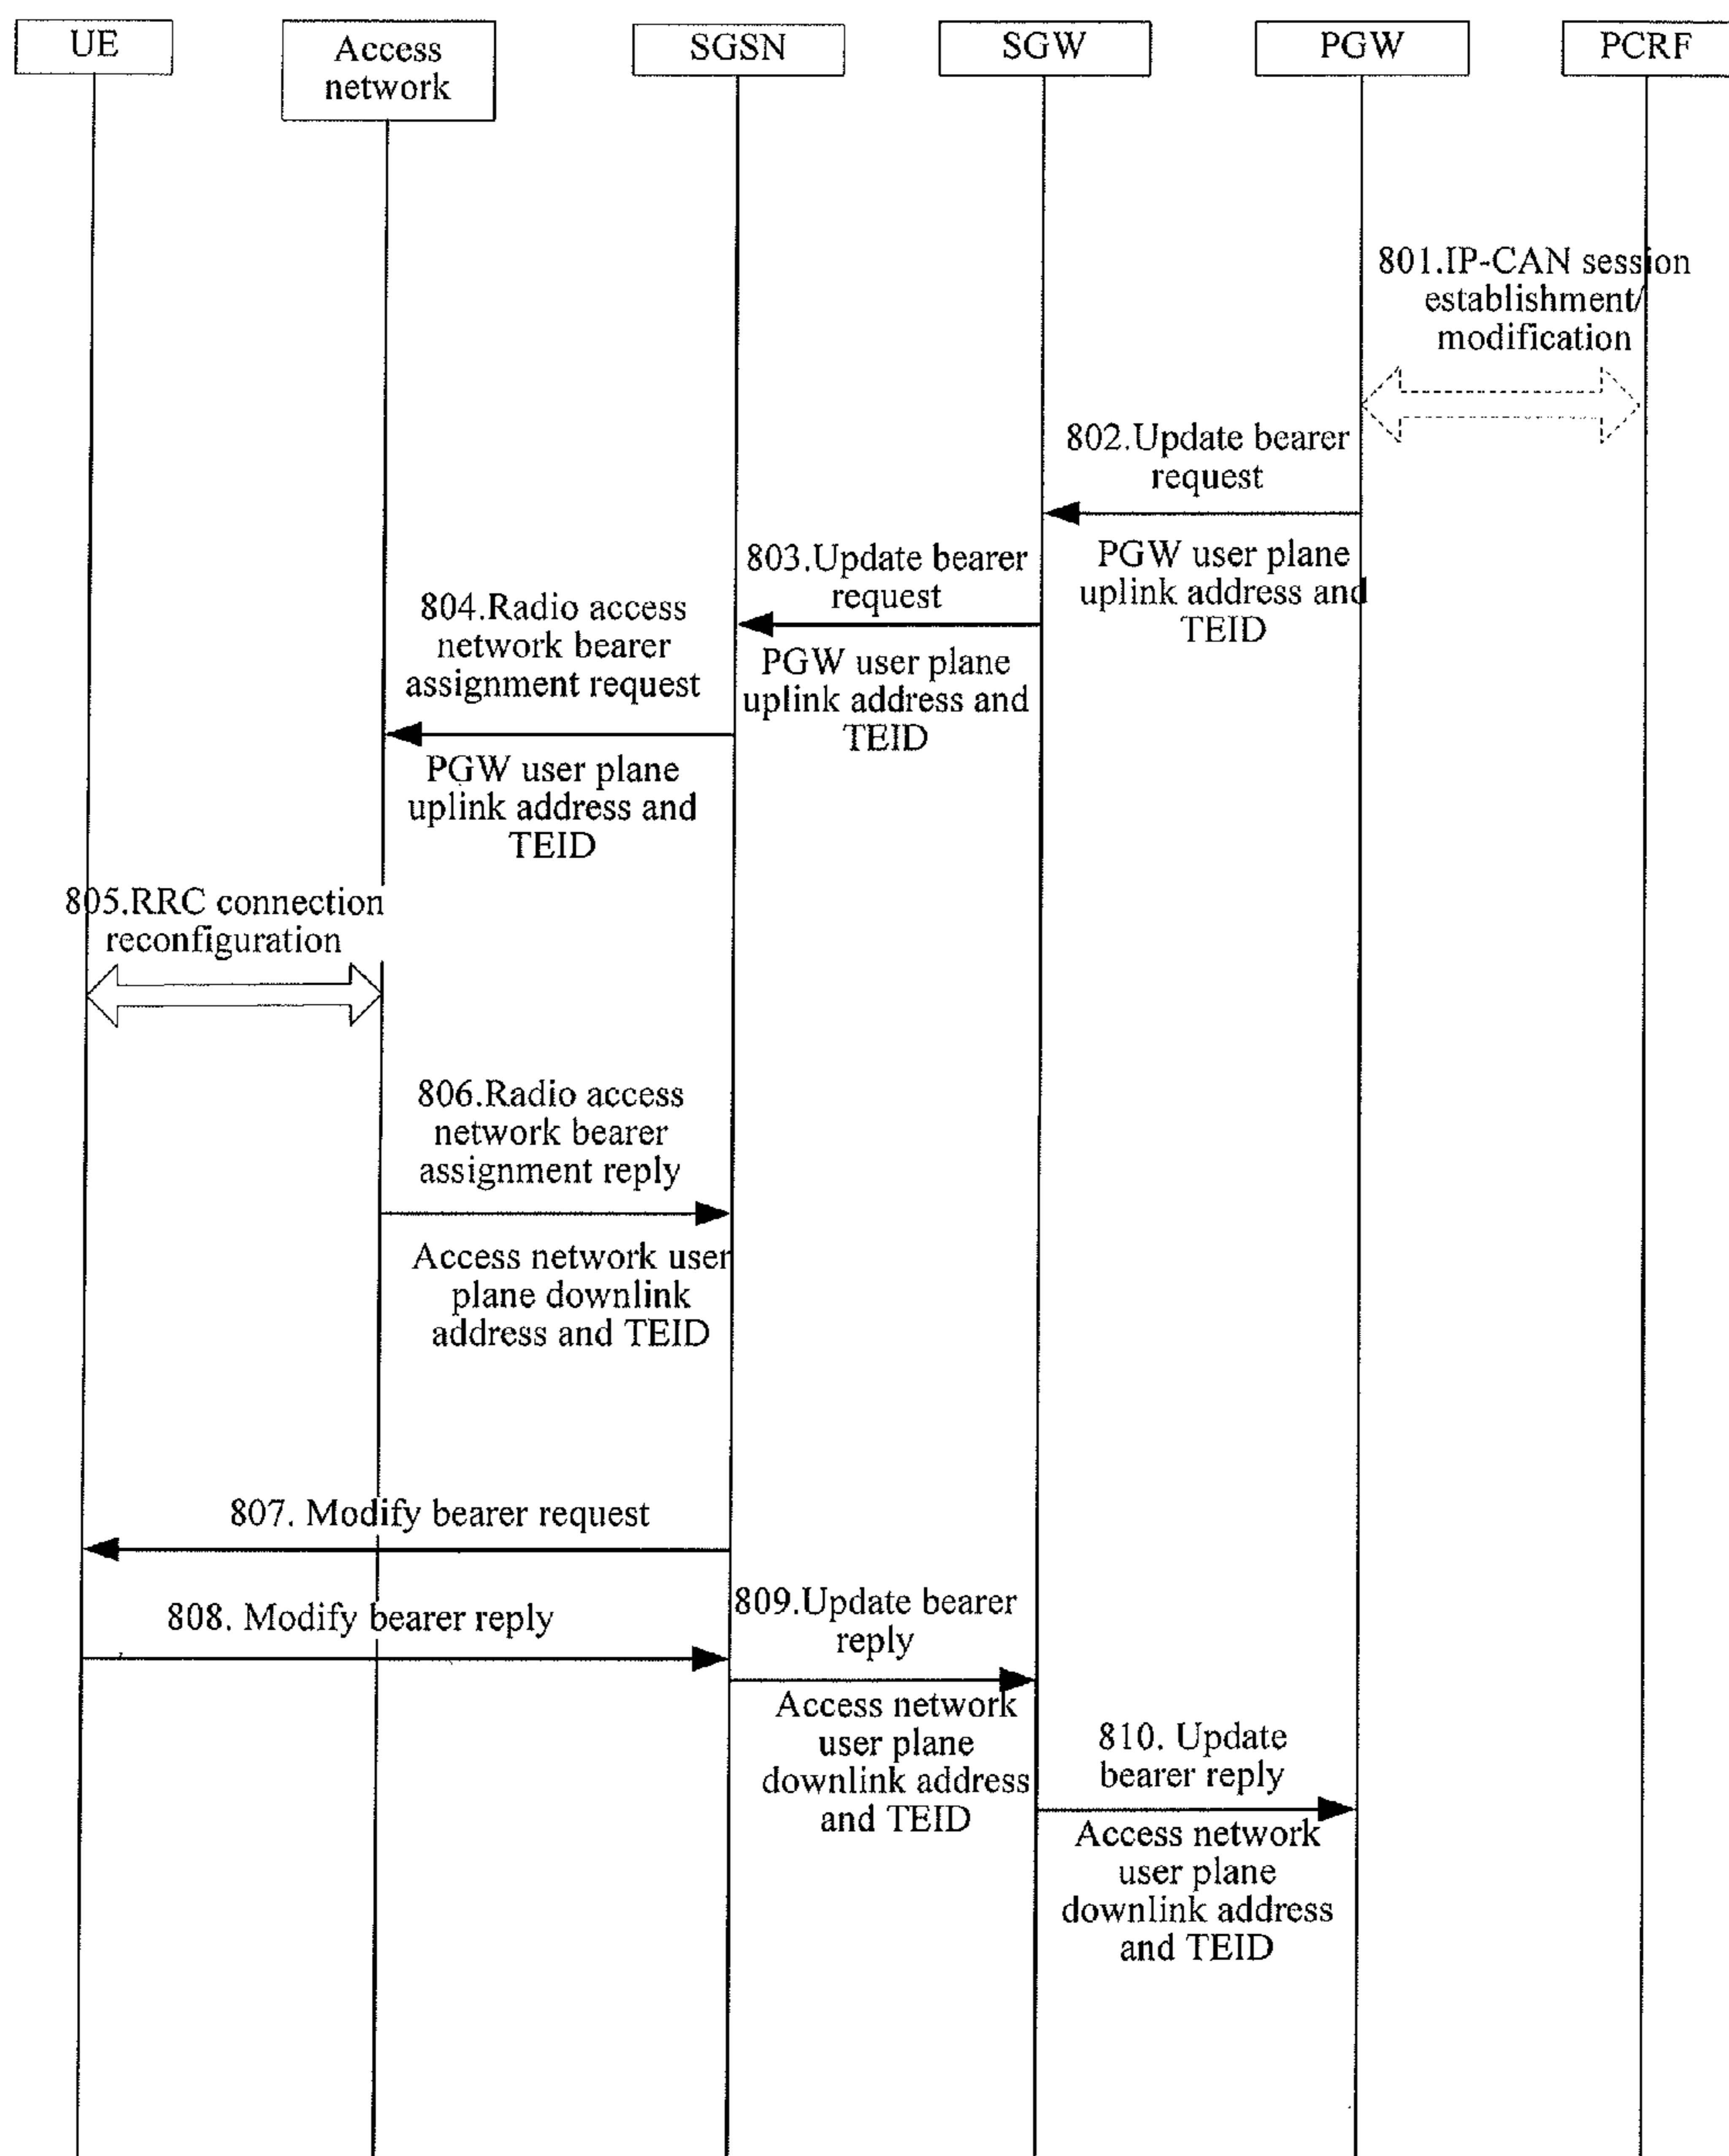 UE
Access
network
SGSN
SGW
PGW
PCRF
801.IP-CAN session
establishment/
modification
802.Update bearer
request
PGW user plane
uplink address and
TEID
803.Update bearer
request
PGW user plane
uplink address and
TEID
804.Radio access
network bearer
assignment request
PGW user plane
uplink address and
TEID
805.RRC connection
reconfiguration
806.Radio access
network bearer
assignment reply
Access network user
plane downlink
address and TEID
807. Modify bearer request
808. Modify bearer reply
809.Update bearer
reply
Access network
user plane
downlink address
and TEID
810. Update
bearer reply
Access network
user plane
downlink address
and TEID